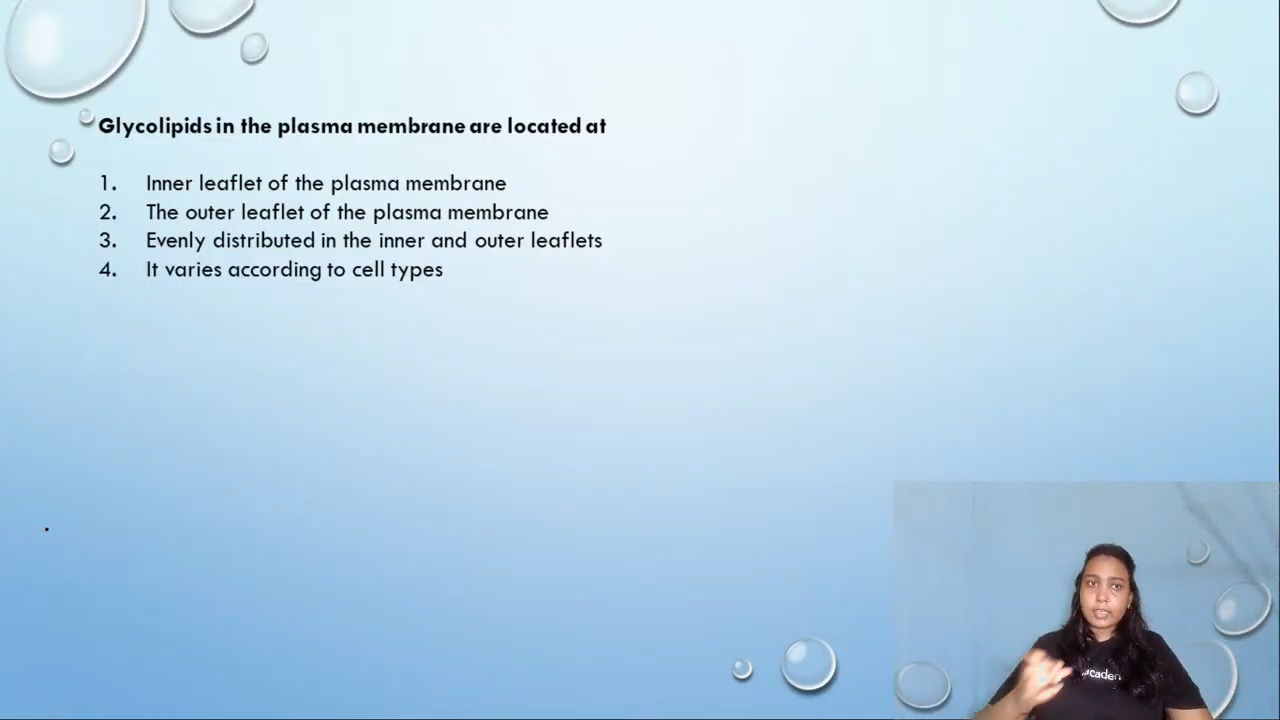 Glycolipids in the plasma membrane are located at
1. Inner leaflet of the plasma membrane
2. The outer leaflet of the plasma membrane
3. Evenly distributed in the inner and outer leaflets
4. It varies according to cell types